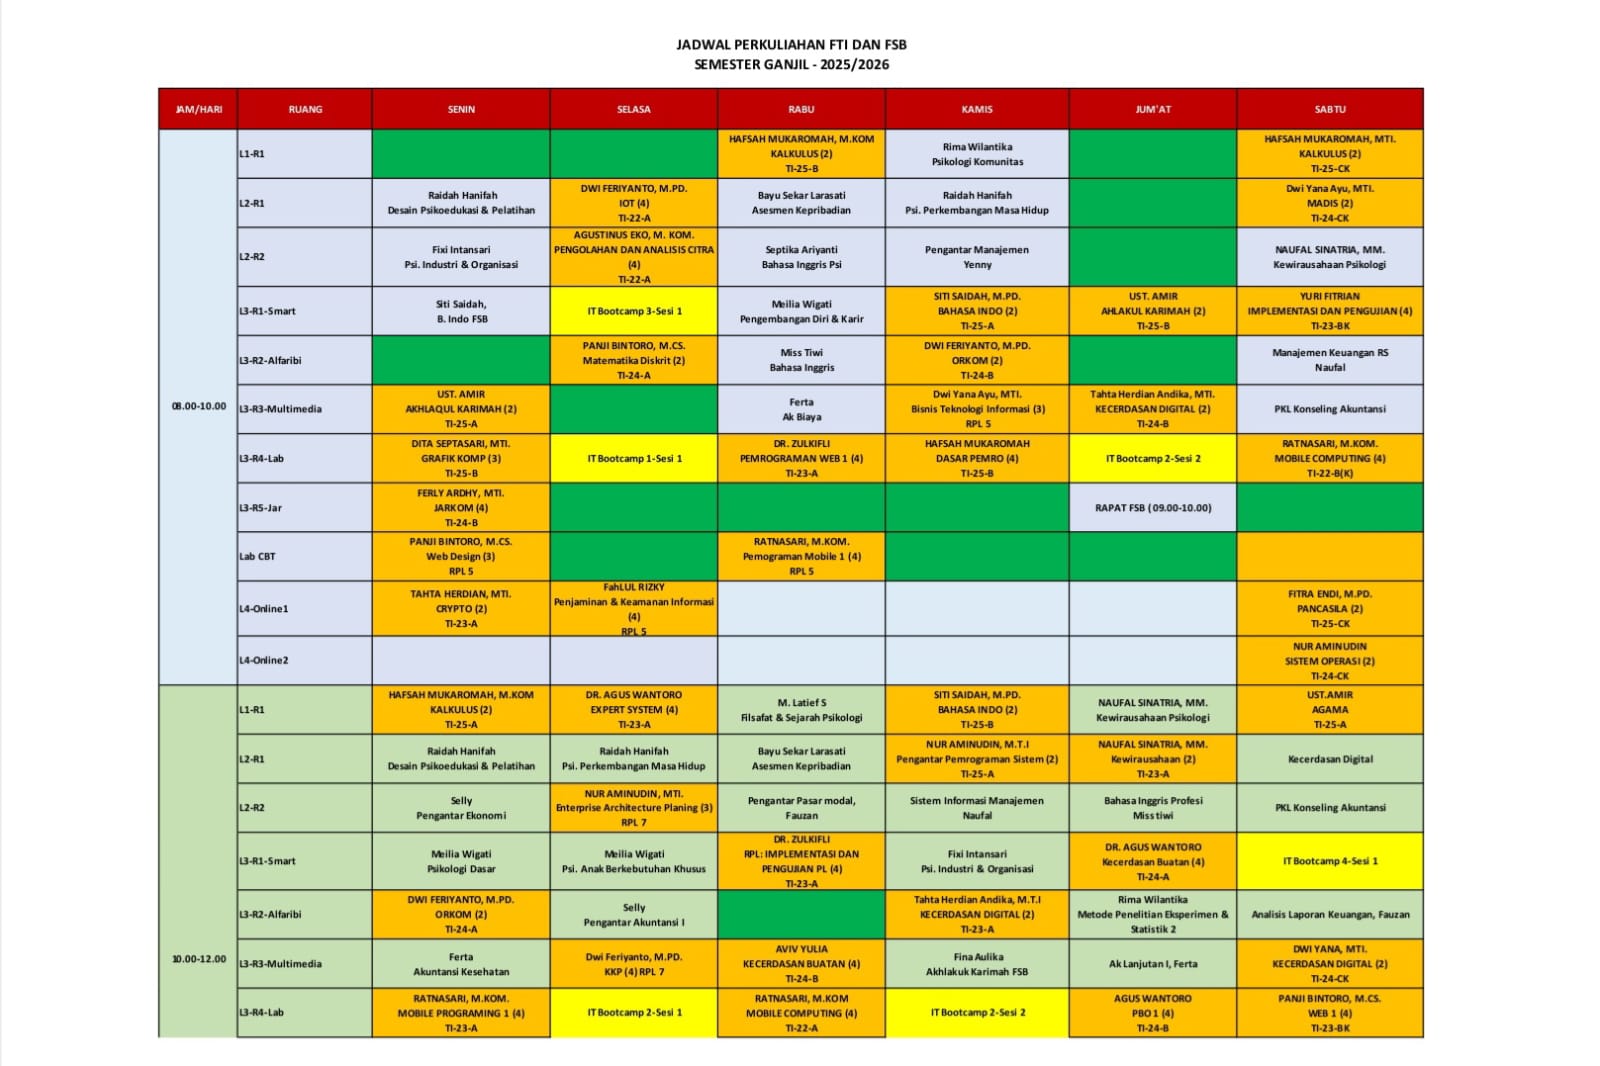 JADWAL PERKULIAHAN FTI DAN FSB
SEMESTER GANJIL - 2025/2026
JAM/HARI
RUANG
SENIN
SELASA
RABU
KAMIS
JUM'AT
SABTU
08.00-10.00
L1-R1
HAFSAH MUKAROMAH, M.KOM
KALKULUS (2)
TI-25-B
Rima Wilantika
Psikologi Komunitas
HAFSAH MUKAROMAH, MTI.
KALKULUS (2)
TI-25-CK
L2-R1
Raidah Hanifah
Desain Psikoedukasi & Pelatihan
DWI FERIYANTO, M.PD.
IOT (4)
TI-22-A
Bayu Sekar Larasati
Asesmen Kepribadian
Raidah Hanifah
Psi. Perkembangan Masa Hidup
Dwi Yana Ayu, MTI.
MADIS (2)
TI-24-CK
L2-R2
Fixi Intansari
Psi. Industri & Organisasi
AGUSTINUS EKO, M. KOM.
PENGOLAHAN DAN ANALISIS CITRA
(4)
TI-22-A
Septika Ariyanti
Bahasa Inggris Psi
Pengantar Manajemen
Yenny
NAUFAL SINATRIA, MM.
Kewirausahaan Psikologi
L3-R1-Smart
Siti Saidah,
B. Indo FSB
IT Bootcamp 3-Sesi 1
Meilia Wigati
Pengembangan Diri & Karir
SITI SAIDAH, M.PD.
BAHASA INDO (2)
TI-25-A
UST. AMIR
AHLAKUL KARIMAH (2)
TI-25-B
YURI FITRIAN
IMPLEMENTASI DAN PENGUJIAN (4)
TI-23-BK
L3-R2-Alfaribi
PANJI BINTORO, M.CS.
Matematika Diskrit (2)
TI-24-A
Miss Tiwi
Bahasa Inggris
DWI FERIYANTO, M.PD.
ORKOM (2)
TI-24-B
Manajemen Keuangan RS
Naufal
L3-R3-Multimedia
UST. AMIR
AKHLAQUL KARIMAH (2)
TI-25-A
Ferta
Ak Biaya
Dwi Yana Ayu, MTI.
Bisnis Teknologi Informasi (3)
RPL 5
Tahta Herdian Andika, MTI.
KECERDASAN DIGITAL (2)
TI-24-B
PKL Konseling Akuntansi
L3-R4-Lab
DITA SEPTASARI, MTI.
GRAFIK KOMP (3)
TI-25-B
IT Bootcamp 1-Sesi 1
DR. ZULKIFLI
PEMROGRAMAN WEB 1 (4)
TI-23-A
HAFSAH MUKAROMAH
DASAR PEMRO (4)
TI-25-B
IT Bootcamp 2-Sesi 2
RATNASARI, M.KOM.
MOBILE COMPUTING (4)
TI-22-B(K)
L3-R5-Jar
FERLY ARDHY, MTI.
JARKOM (4)
TI-24-B
RAPAT FSB (09.00-10.00)
Lab CBT
PANJI BINTORO, M.CS.
Web Design (3)
RPL 5
RATNASARI, M.KOM.
Pemograman Mobile 1 (4)
RPL 5
L4-Online1
TAHTA HERDIAN, MTI.
CRYPTO (2)
TI-23-A
FahLUL RIZKY
Penjaminan & Keamanan Informasi
(4)
RPL 5
FITRA ENDI, M.PD.
PANCASILA (2)
TI-25-CK
L4-Online2
NUR AMINUDIN
SISTEM OPERASI (2)
TI-24-CK
10.00-12.00
L1-R1
HAFSAH MUKAROMAH, M.KOM
KALKULUS (2)
TI-25-A
DR. AGUS WANTORO
EXPERT SYSTEM (4)
TI-23-A
M. Latief S
Filsafat & Sejarah Psikologi
SITI SAIDAH, M.PD.
BAHASA INDO (2)
TI-25-B
NAUFAL SINATRIA, MM.
Kewirausahaan Psikologi
UST.AMIR
AGAMA
TI-25-A
L2-R1
Raidah Hanifah
Desain Psikoedukasi & Pelatihan
Raidah Hanifah
Psi. Perkembangan Masa Hidup
Bayu Sekar Larasati
Asesmen Kepribadian
NUR AMINUDIN, M.T.I
Pengantar Pemrograman Sistem (2)
TI-25-A
NAUFAL SINATRIA, MM.
Kewirausahaan (2)
TI-23-A
Kecerdasan Digital
L2-R2
Selly
Pengantar Ekonomi
NUR AMINUDIN, MTI.
Enterprise Architecture Planing (3)
RPL 7
Pengantar Pasar modal,
Fauzan
Sistem Informasi Manajemen
Naufal
Bahasa Inggris Profesi
Miss tiwi
PKL Konseling Akuntansi
L3-R1-Smart
Meilia Wigati
Psikologi Dasar
Meilia Wigati
Psi. Anak Berkebutuhan Khusus
DR. ZULKIFLI
RPL: IMPLEMENTASI DAN
PENGUJIAN PL (4)
TI-23-A
Fixi Intansari
Psi. Industri & Organisasi
DR. AGUS WANTORO
Kecerdasan Buatan (4)
TI-24-A
IT Bootcamp 4-Sesi 1
L3-R2-Alfaribi
DWI FERIYANTO, M.PD.
ORKOM (2)
TI-24-A
Selly
Pengantar Akuntansi I
Tahta Herdian Andika, M.T.I
KECERDASAN DIGITAL (2)
TI-23-A
Rima Wilantika
Metode Penelitian Eksperimen &
Statistik 2
Analisis Laporan Keuangan, Fauzan
L3-R3-Multimedia
Ferta
Akuntansi Kesehatan
Dwi Feriyanto, M.PD.
KKP (4) RPL 7
AVIV YULIA
KECERDASAN BUATAN (4)
TI-24-B
Fina Aulika
Akhlakuk Karimah FSB
Ak Lanjutan I, Ferta
DWI YANA, MTI.
KECERDASAN DIGITAL (2)
TI-24-CK
L3-R4-Lab
RATNASARI, M.KOM.
MOBILE PROGRAMING 1 (4)
TI-23-A
IT Bootcamp 2-Sesi 1
RATNASARI, M.KOM
MOBILE COMPUTING (4)
TI-22-A
IT Bootcamp 2-Sesi 2
AGUS WANTORO
PBO 1 (4)
TI-24-B
PANJI BINTORO, M.CS.
WEB 1 (4)
TI-23-BK